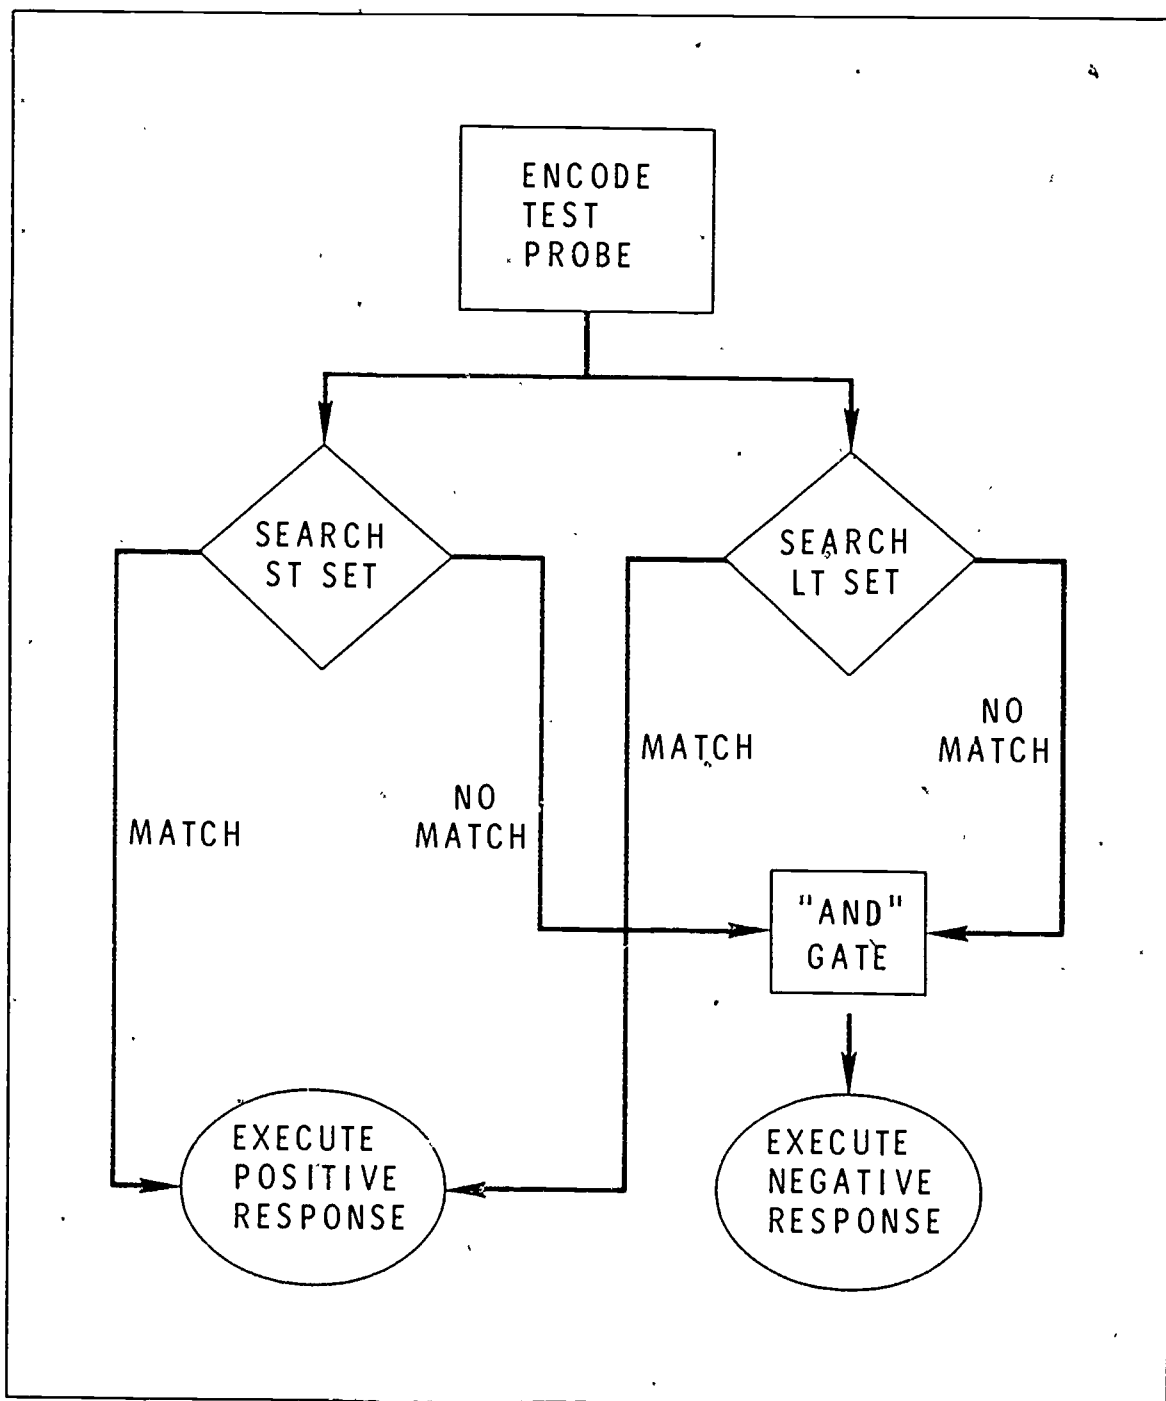 ENCODE
TEST
PROBE
SEARCH
ST SET
SEARCH
LT SET
MATCH
NO
MATCH
MATCH
NO
MATCH
"AND"
GATE
EXECUTE
POSITIVE
RESPONSE
EXECUTE
NEGATIVE
RESPONSE